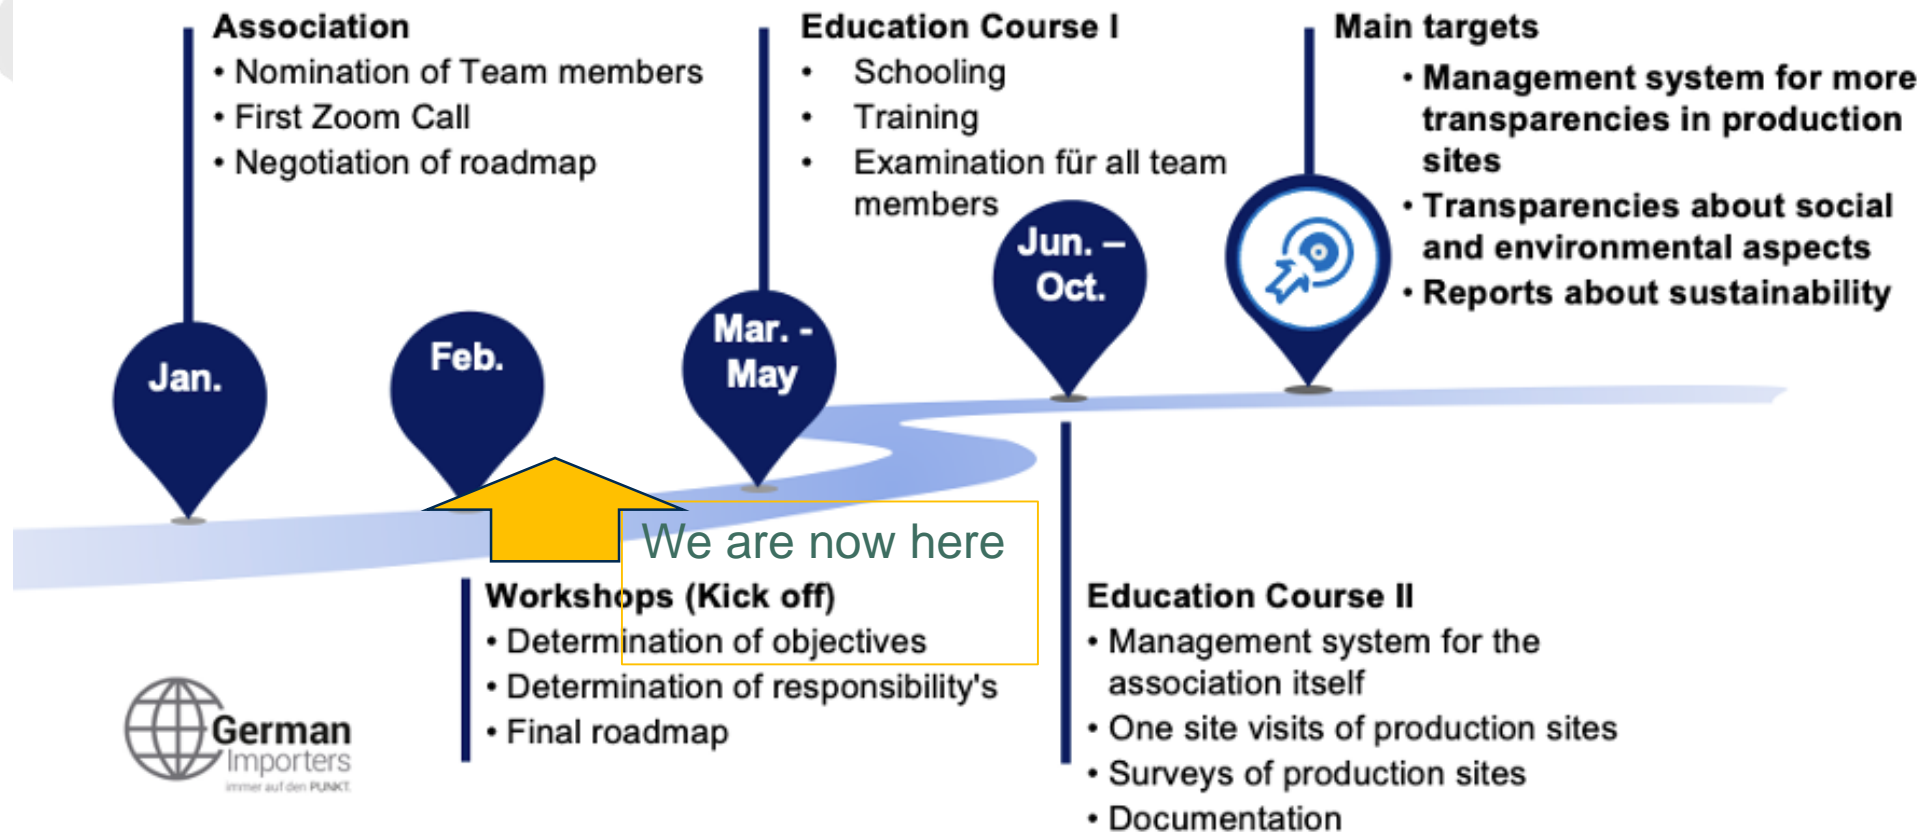 Association
• Nomination of Team members
• First Zoom Call
• Negotiation of roadmap
Education Course I
• Schooling
• Training
• Examination für all team
members
Main targets
• Management system for more
transparencies in production
sites
• Transparencies about social
and environmental aspects
• Reports about sustainability
Jan.
Feb.
Mar. -
May
Jun. –
Oct.
We are now here
Workshops (Kick off)
• Determination of objectives
• Determination of responsibility's
• Final roadmap
Education Course II
• Management system for the
association itself
• One site visits of production sites
• Surveys of production sites
• Documentation
German
Importers
immer auf den PUNKT.